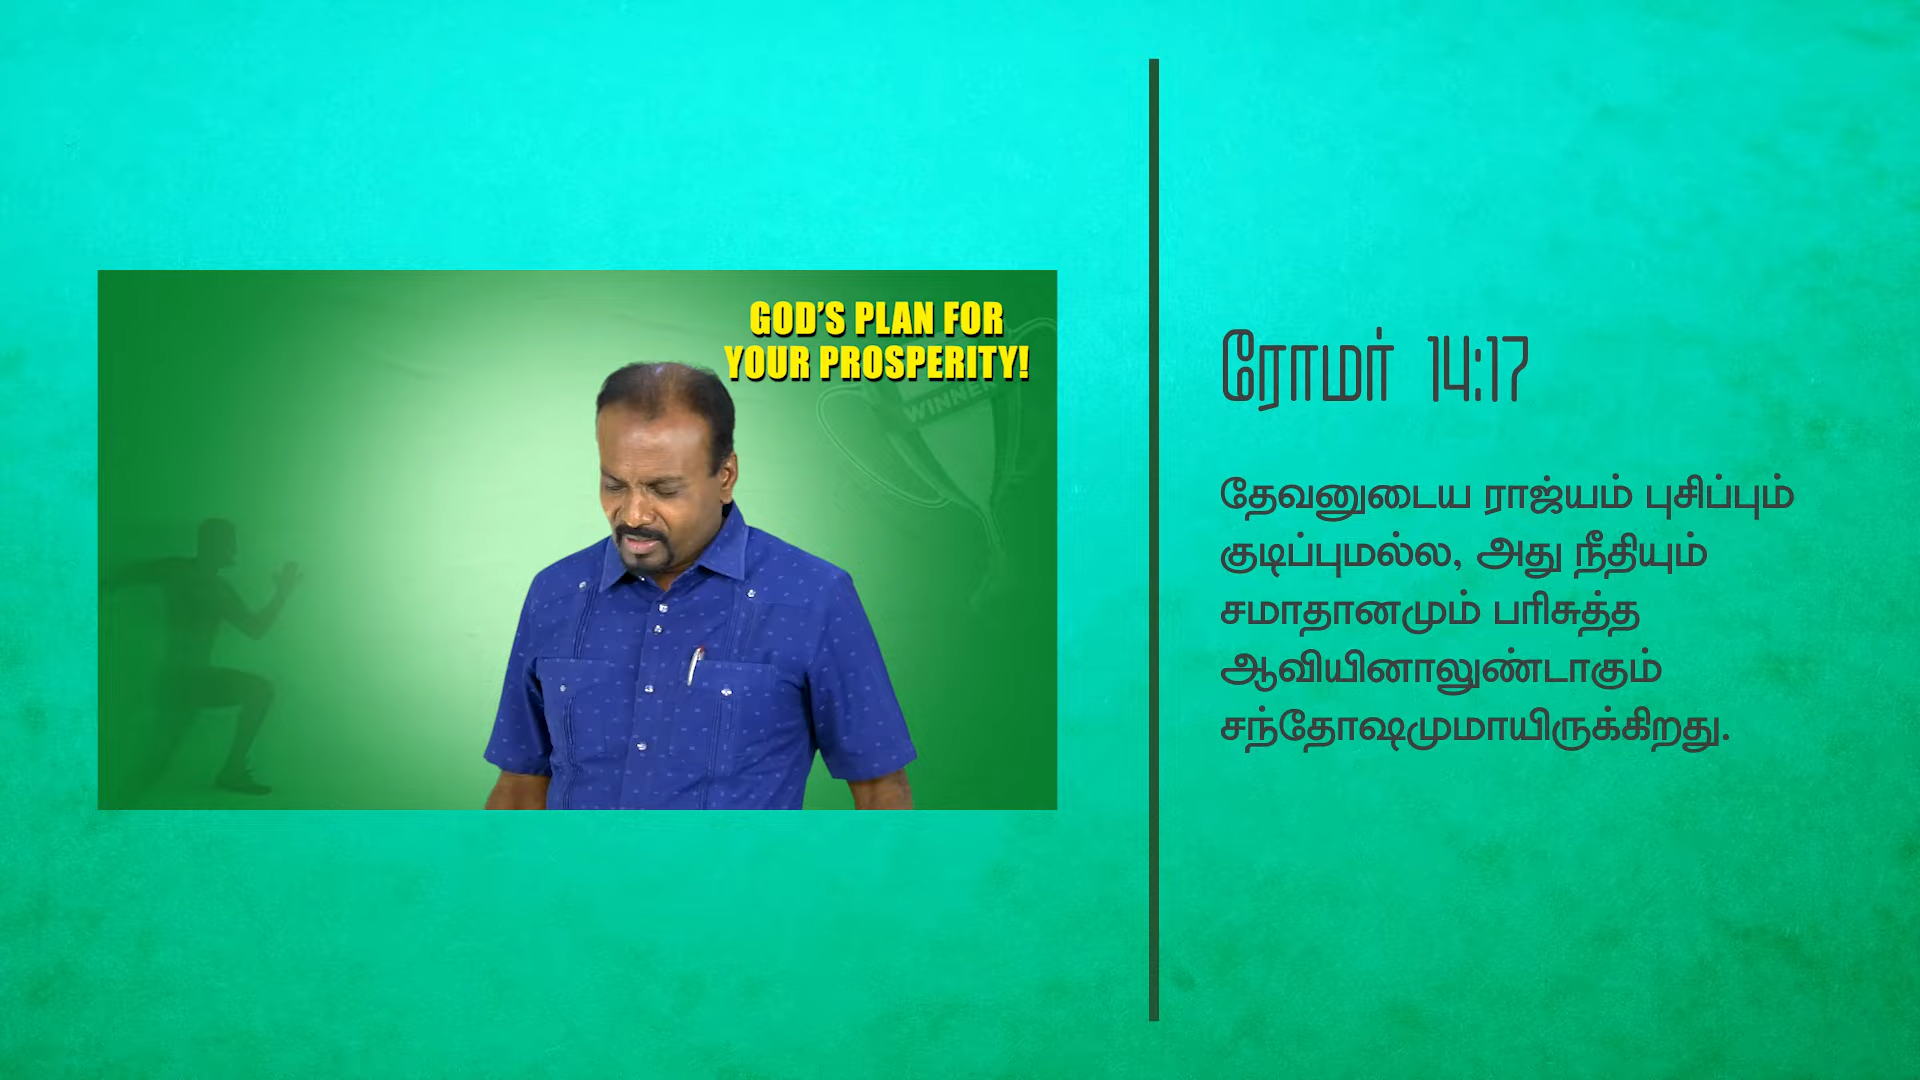 GOD'S PLAN FOR
YOUR PROSPERITY!
WINNER
ரோமர் 14:17
தேவனுடைய ராஜ்யம் புசிப்பும்
குடிப்புமல்ல, அது நீதியும்
சமாதானமும் பரிசுத்த
ஆவியினாலுண்டாகும்
சந்தோஷமுமாயிருக்கிறது.